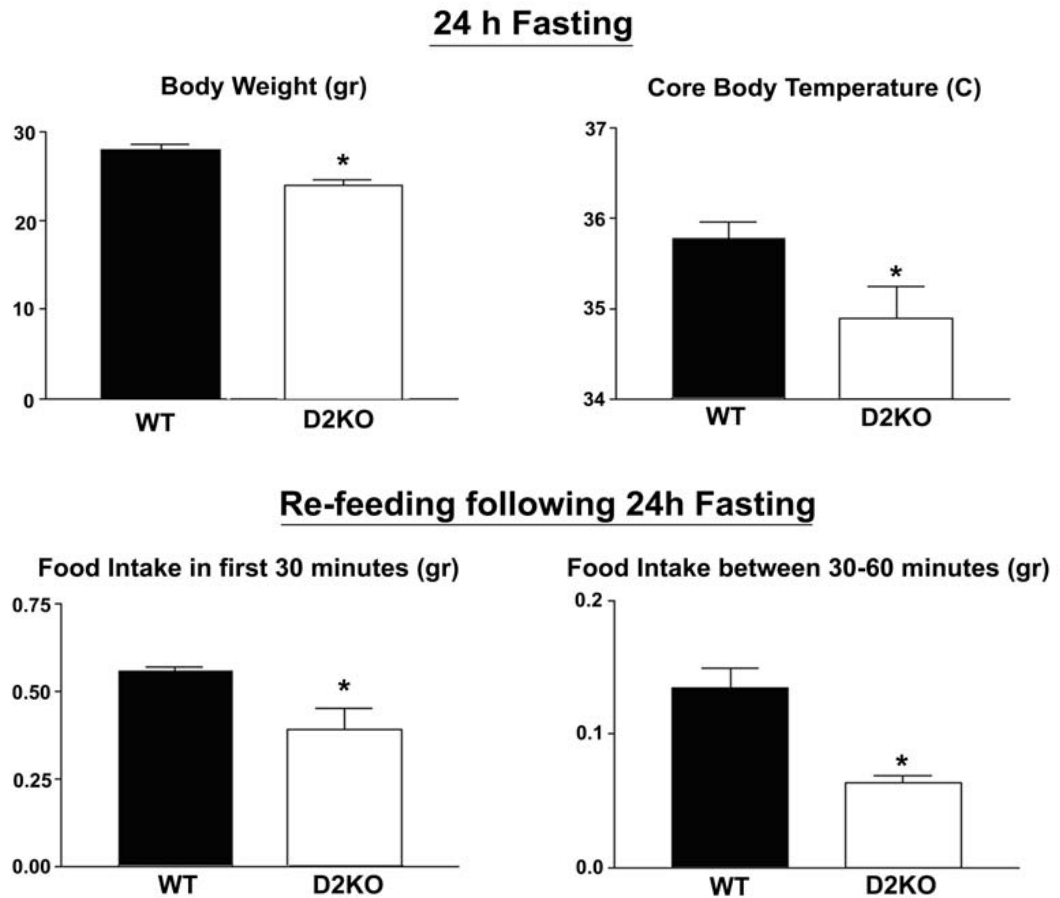 24 h Fasting
Body Weight (gr)
30
20
10
0
*
WT
D2KO
Core Body Temperature (C)
37
36
35
34
*
WT
D2KO
Re-feeding following 24h Fasting
Food Intake in first 30 minutes (gr)
0.75
0.50
0.25
0.00
*
WT
D2KO
Food Intake between 30-60 minutes (gr)
0.2
0.1
0.0
*
WT
D2KO